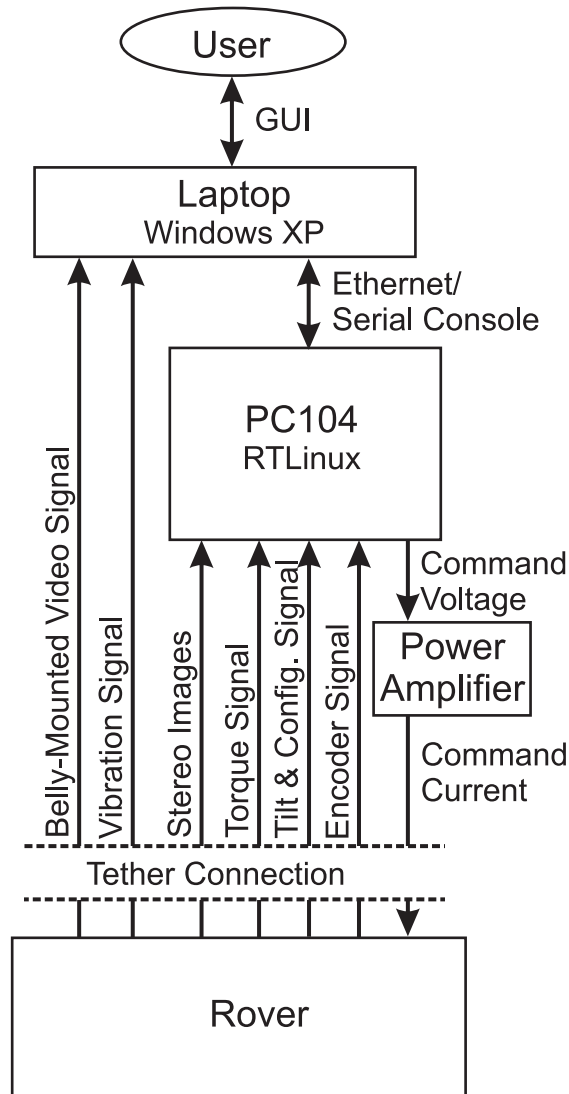 User
GUI
Laptop
Windows XP
Ethernet/
Serial Console
PC104
RTLinux
Belly-Mounted Video Signal
Vibration Signal
Stereo Images
Torque Signal
Tilt & Config. Signal
Encoder Signal
Command
Voltage
Power
Amplifier
Command
Current
Tether Connection
Rover